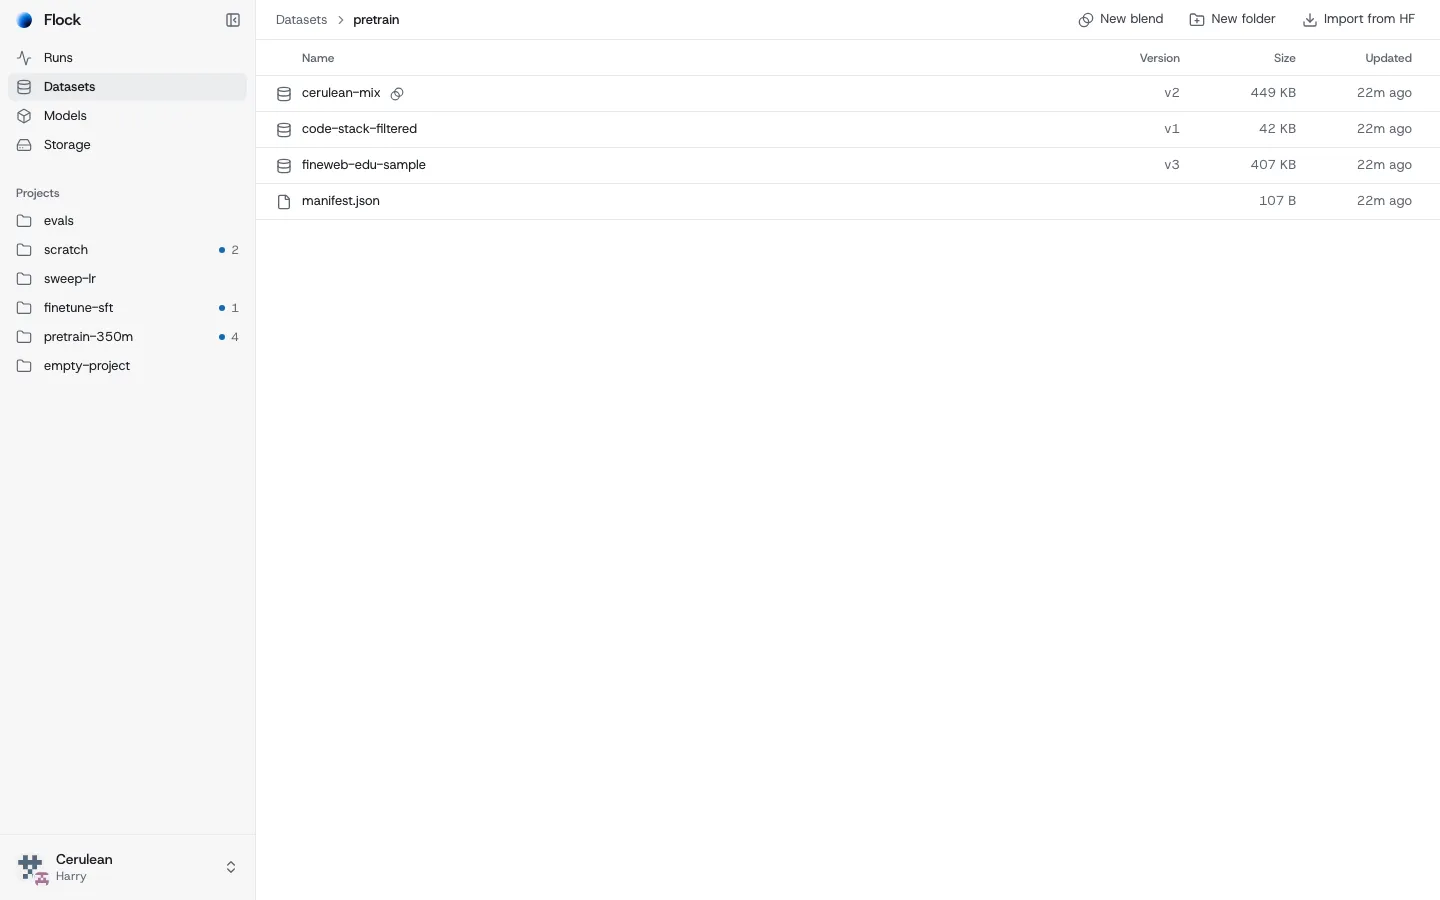 Flock
Runs
Datasets
Models
Storage
Projects
evals
scratch 2
sweep-lr
finetune-sft 1
pretrain-350m 4
empty-project
Cerulean
Harry
Datasets > pretrain
New blend
New folder
Import from HF
Name Version Size Updated
cerulean-mix v2 449 KB 22m ago
code-stack-filtered v1 42 KB 22m ago
fineweb-edu-sample v3 407 KB 22m ago
manifest.json 107 B 22m ago